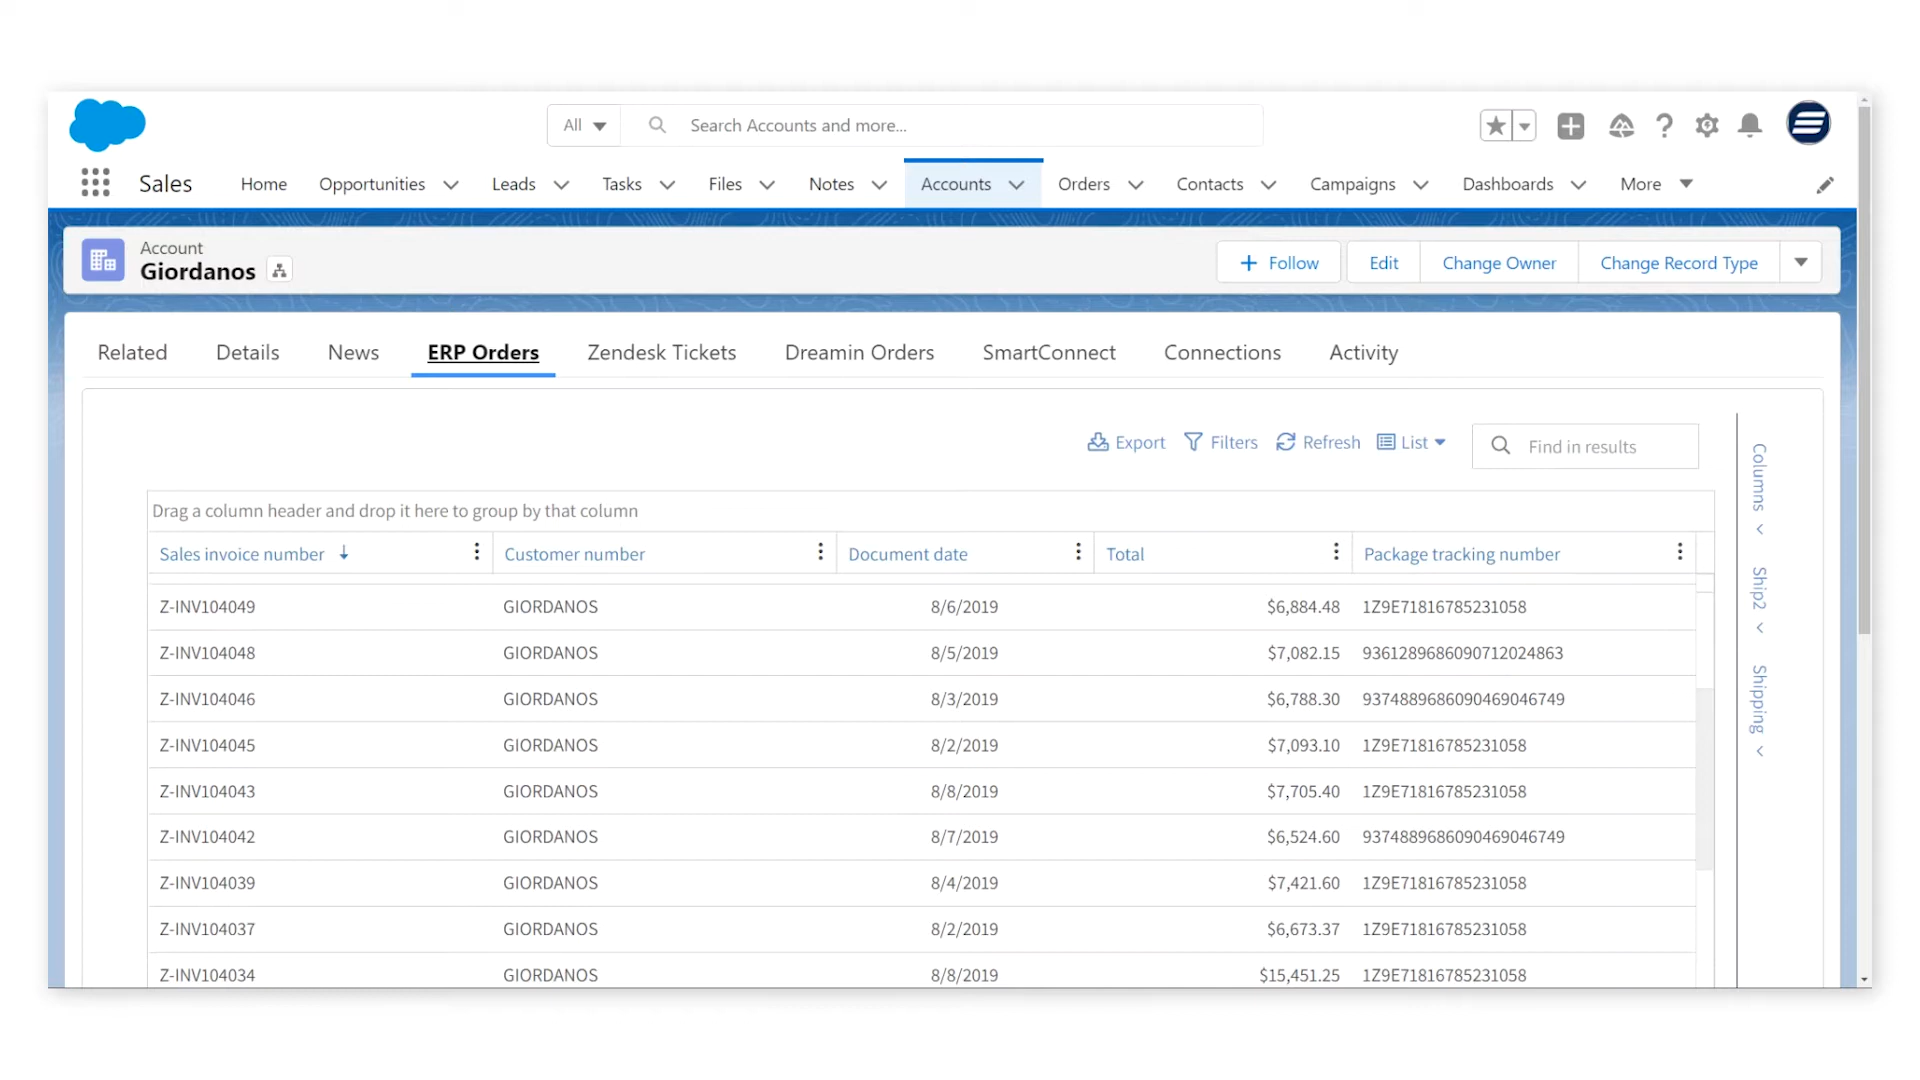 All Search Accounts and more...
Sales Home Opportunities Leads Tasks Files Notes Accounts Orders Contacts Campaigns Dashboards More
Account
Giordanos
Follow Edit Change Owner Change Record Type
Related Details News ERP Orders Zendesk Tickets Dreamin Orders SmartConnect Connections Activity
Export Filters Refresh List Find in results
Drag a column header and drop it here to group by that column
Sales invoice number Customer number Document date Total Package tracking number
Z-INV104049 GIORDANOS 8/6/2019 $6,884.48 1Z9E71816785231058
Z-INV104048 GIORDANOS 8/5/2019 $7,082.15 9361289686090712024863
Z-INV104046 GIORDANOS 8/3/2019 $6,788.30 9374889686090469046749
Z-INV104045 GIORDANOS 8/2/2019 $7,093.10 1Z9E71816785231058
Z-INV104043 GIORDANOS 8/8/2019 $7,705.40 1Z9E71816785231058
Z-INV104042 GIORDANOS 8/7/2019 $6,524.60 9374889686090469046749
Z-INV104039 GIORDANOS 8/4/2019 $7,421.60 1Z9E71816785231058
Z-INV104037 GIORDANOS 8/2/2019 $6,673.37 1Z9E71816785231058
Z-INV104034 GIORDANOS 8/8/2019 $15,451.25 1Z9E71816785231058
Columns
Ship2
Shipping